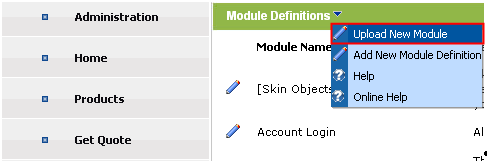 Administration
Home
Products
Get Quote
Module Definitions
Upload New Module
Add New Module Definition
Help
Online Help
Module Name
[Skin Objects
Account Login
Al